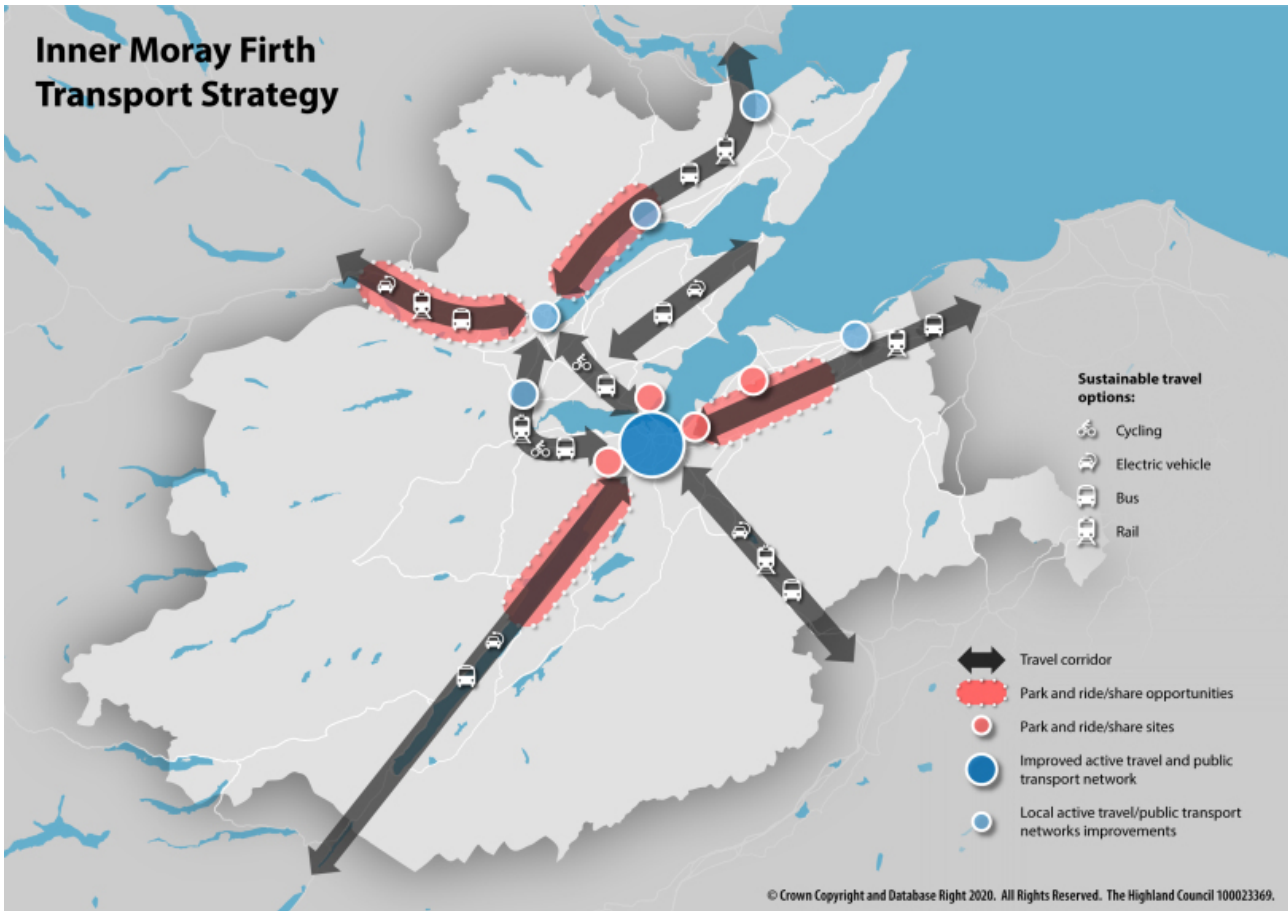 Inner Moray Firth
Transport Strategy
Sustainable travel
options:
Cycling
Electric vehicle
Bus
Rail
Travel corridor
Park and ride/share opportunities
Park and ride/share sites
Improved active travel and public
transport network
Local active travel/public transport
networks improvements
© Crown Copyright and Database Right 2020. All Rights Reserved. The Highland Council 100023369.